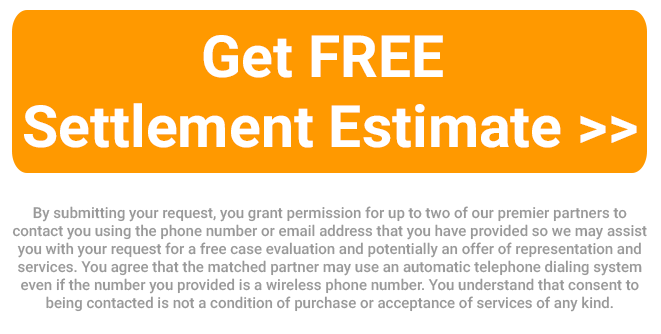 Get FREE
Settlement Estimate >>
By submitting your request, you grant permission for up to two of our premier partners to
contact you using the phone number or email address that you have provided so we may assist
you with your request for a free case evaluation and potentially an offer of representation and
services. You agree that the matched partner may use an automatic telephone dialing system
even if the number you provided is a wireless phone number. You understand that consent to
being contacted is not a condition of purchase or acceptance of services of any kind.